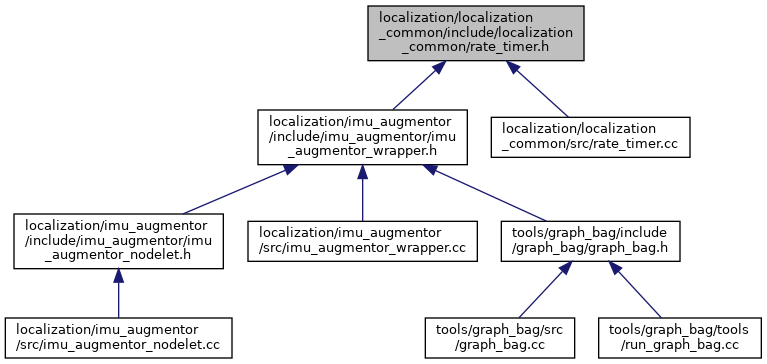 localization/localization
_common/include/localization
_common/rate_timer.h
localization/imu_augmentor
/include/imu_augmentor/imu
_augmentor_wrapper.h
localization/localization
_common/src/rate_timer.cc
localization/imu_augmentor
/include/imu_augmentor/imu
_augmentor_nodelet.h
localization/imu_augmentor
/src/imu_augmentor_wrapper.cc
tools/graph_bag/include
/graph_bag/graph_bag.h
localization/imu_augmentor
/src/imu_augmentor_nodelet.cc
tools/graph_bag/src
/graph_bag.cc
tools/graph_bag/tools
/run_graph_bag.cc